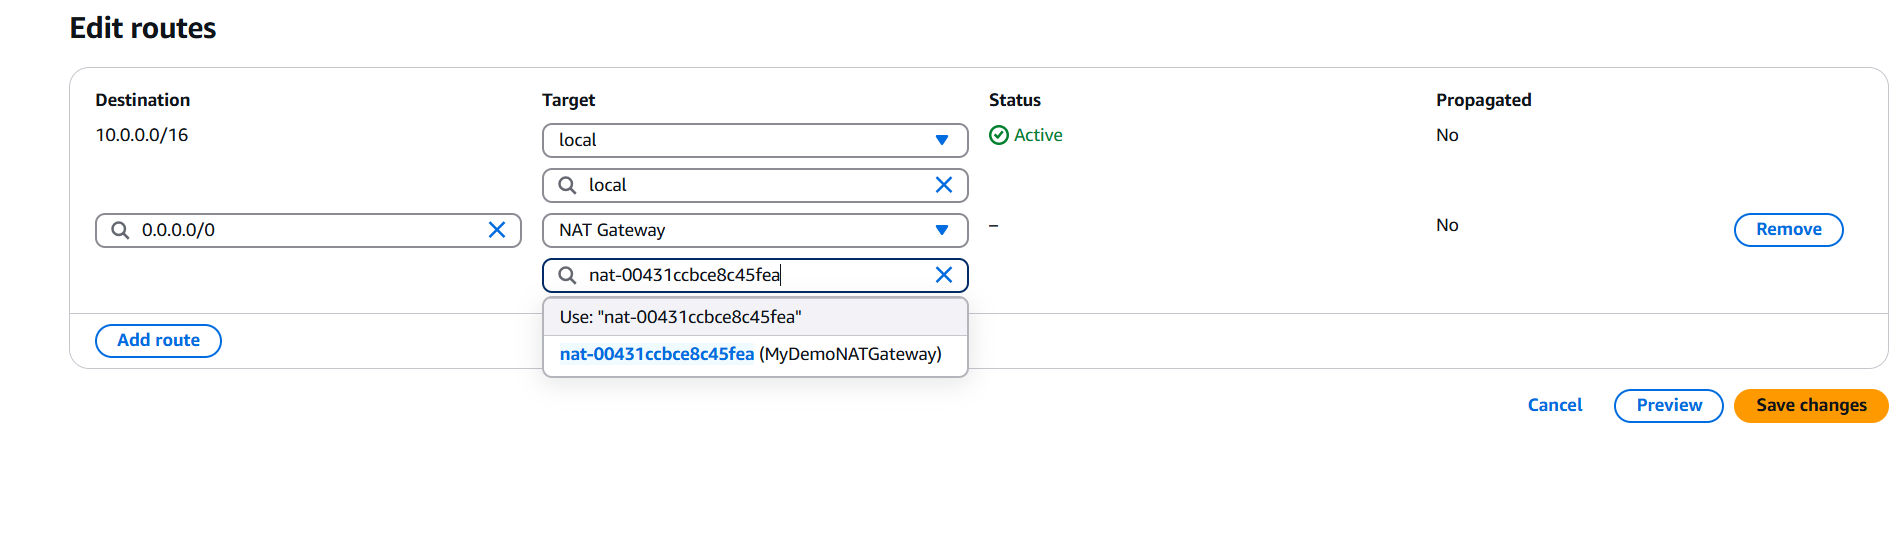 Edit routes
Destination Target Status Propagated
10.0.0.0/16 local Active No
local
0.0.0.0/0 NAT Gateway – No Remove
nat-00431ccbce8c45fea
Use: "nat-00431ccbce8c45fea"
Add route
nat-00431ccbce8c45fea (MyDemoNATGateway)
Cancel Preview Save changes